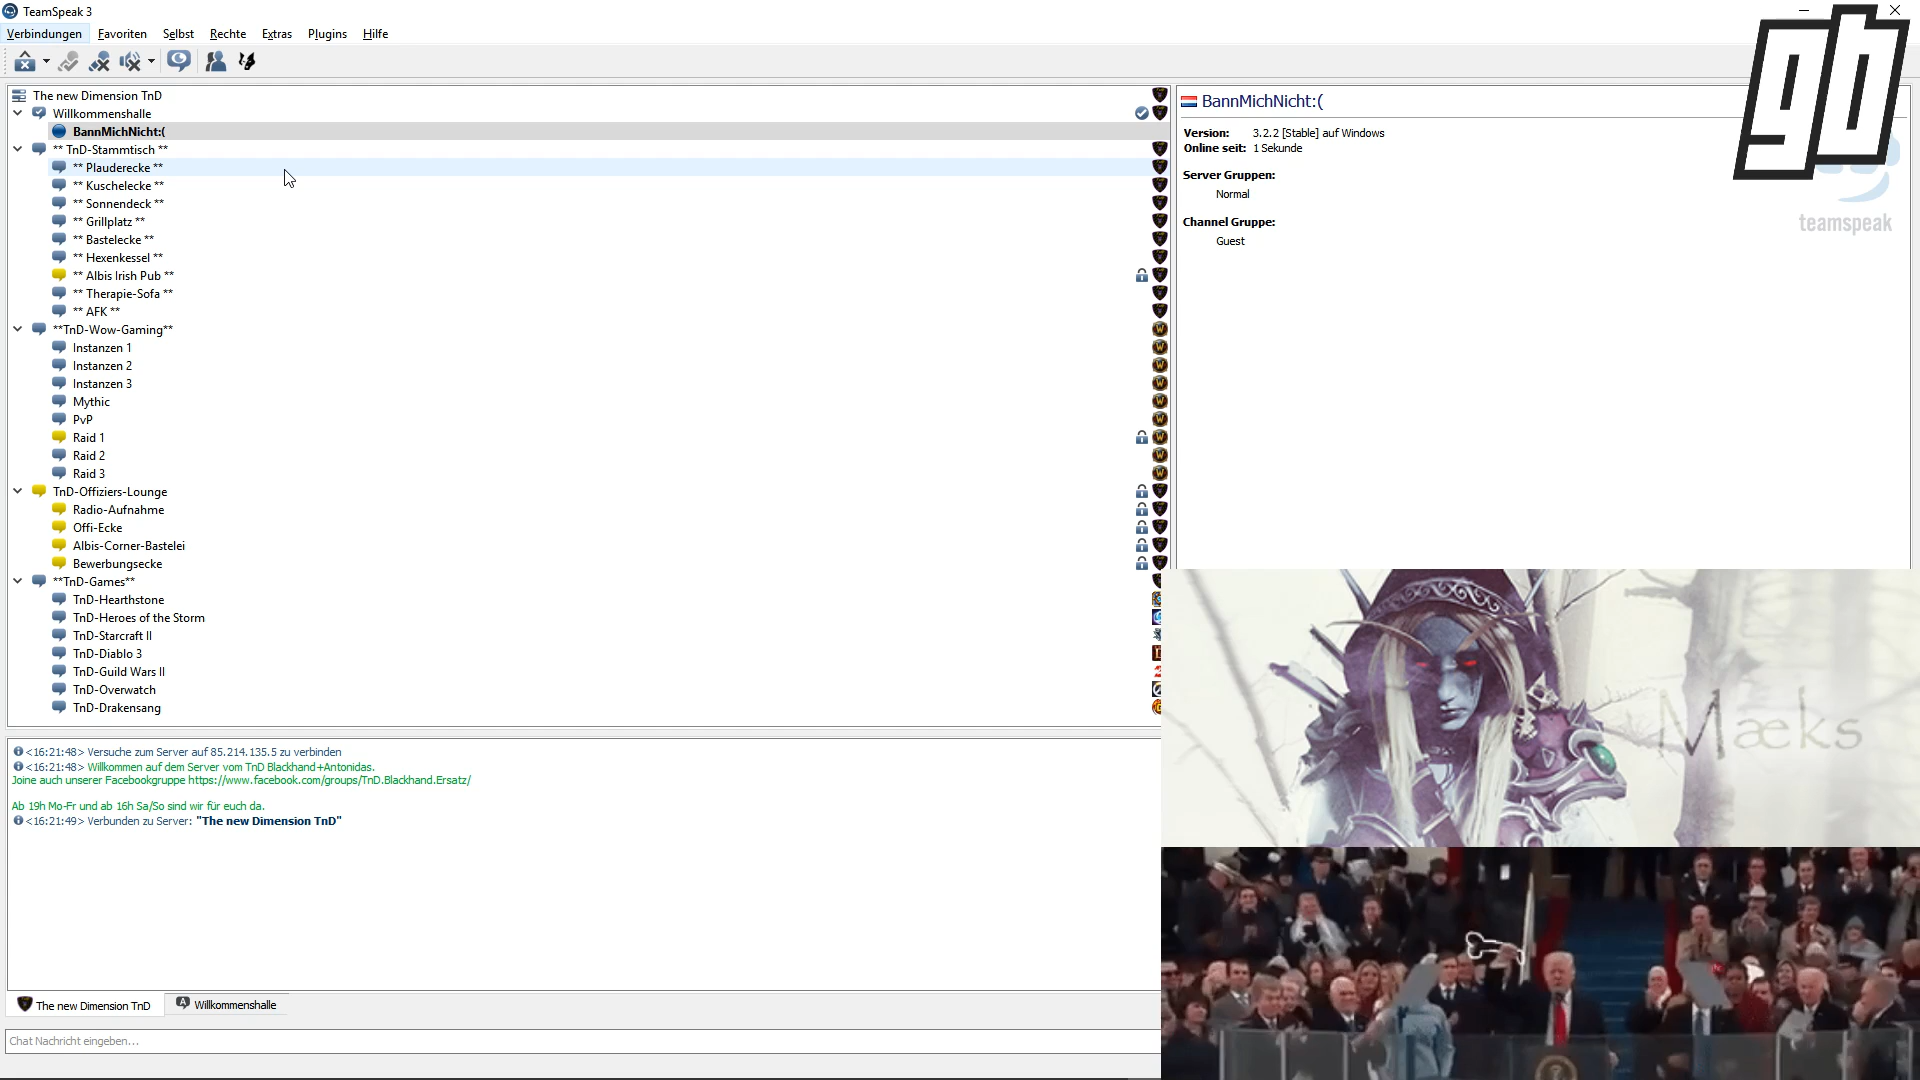 TeamSpeak 3
Verbindungen Favoriten Selbst Rechte Extras Plugins Hilfe
The new Dimension TnD
Willkommenshalle
BannMichNicht:(
** TnD-Stammtisch **
** Plauderecke **
** Kuschelecke **
** Sonnendeck **
** Grillplatz **
** Bastelecke **
** Hexenkessel **
** Albis Irish Pub **
** Therapie-Sofa **
** AFK **
**TnD-Wow-Gaming**
Instanzen 1
Instanzen 2
Instanzen 3
Mythic
PvP
Raid 1
Raid 2
Raid 3
TnD-Offiziers-Lounge
Radio-Aufnahme
Offi-Ecke
Albis-Corner-Bastelei
Bewerbungsecke
**TnD-Games**
TnD-Hearthstone
TnD-Heroes of the Storm
TnD-Starcraft II
TnD-Diablo 3
TnD-Guild Wars II
TnD-Overwatch
TnD-Drakensang
BannMichNicht:(
Version: 3.2.2 [Stable] auf Windows
Online seit: 1 Sekunde
Server Gruppen:
Normal
Channel Gruppe:
Guest
gb
teamspeak
Mæks
<16:21:48> Versuche zum Server auf 85.214.135.5 zu verbinden
<16:21:48> Willkommen auf dem Server vom TnD Blackhand+Antonidas.
Joine auch unserer Facebookgruppe https://www.facebook.com/groups/TnD.Blackhand.Ersatz/
Ab 19h Mo-Fr und ab 16h Sa/So sind wir für euch da.
<16:21:49> Verbunden zu Server: "The new Dimension TnD"
The new Dimension TnD Willkommenshalle
Chat Nachricht eingeben...